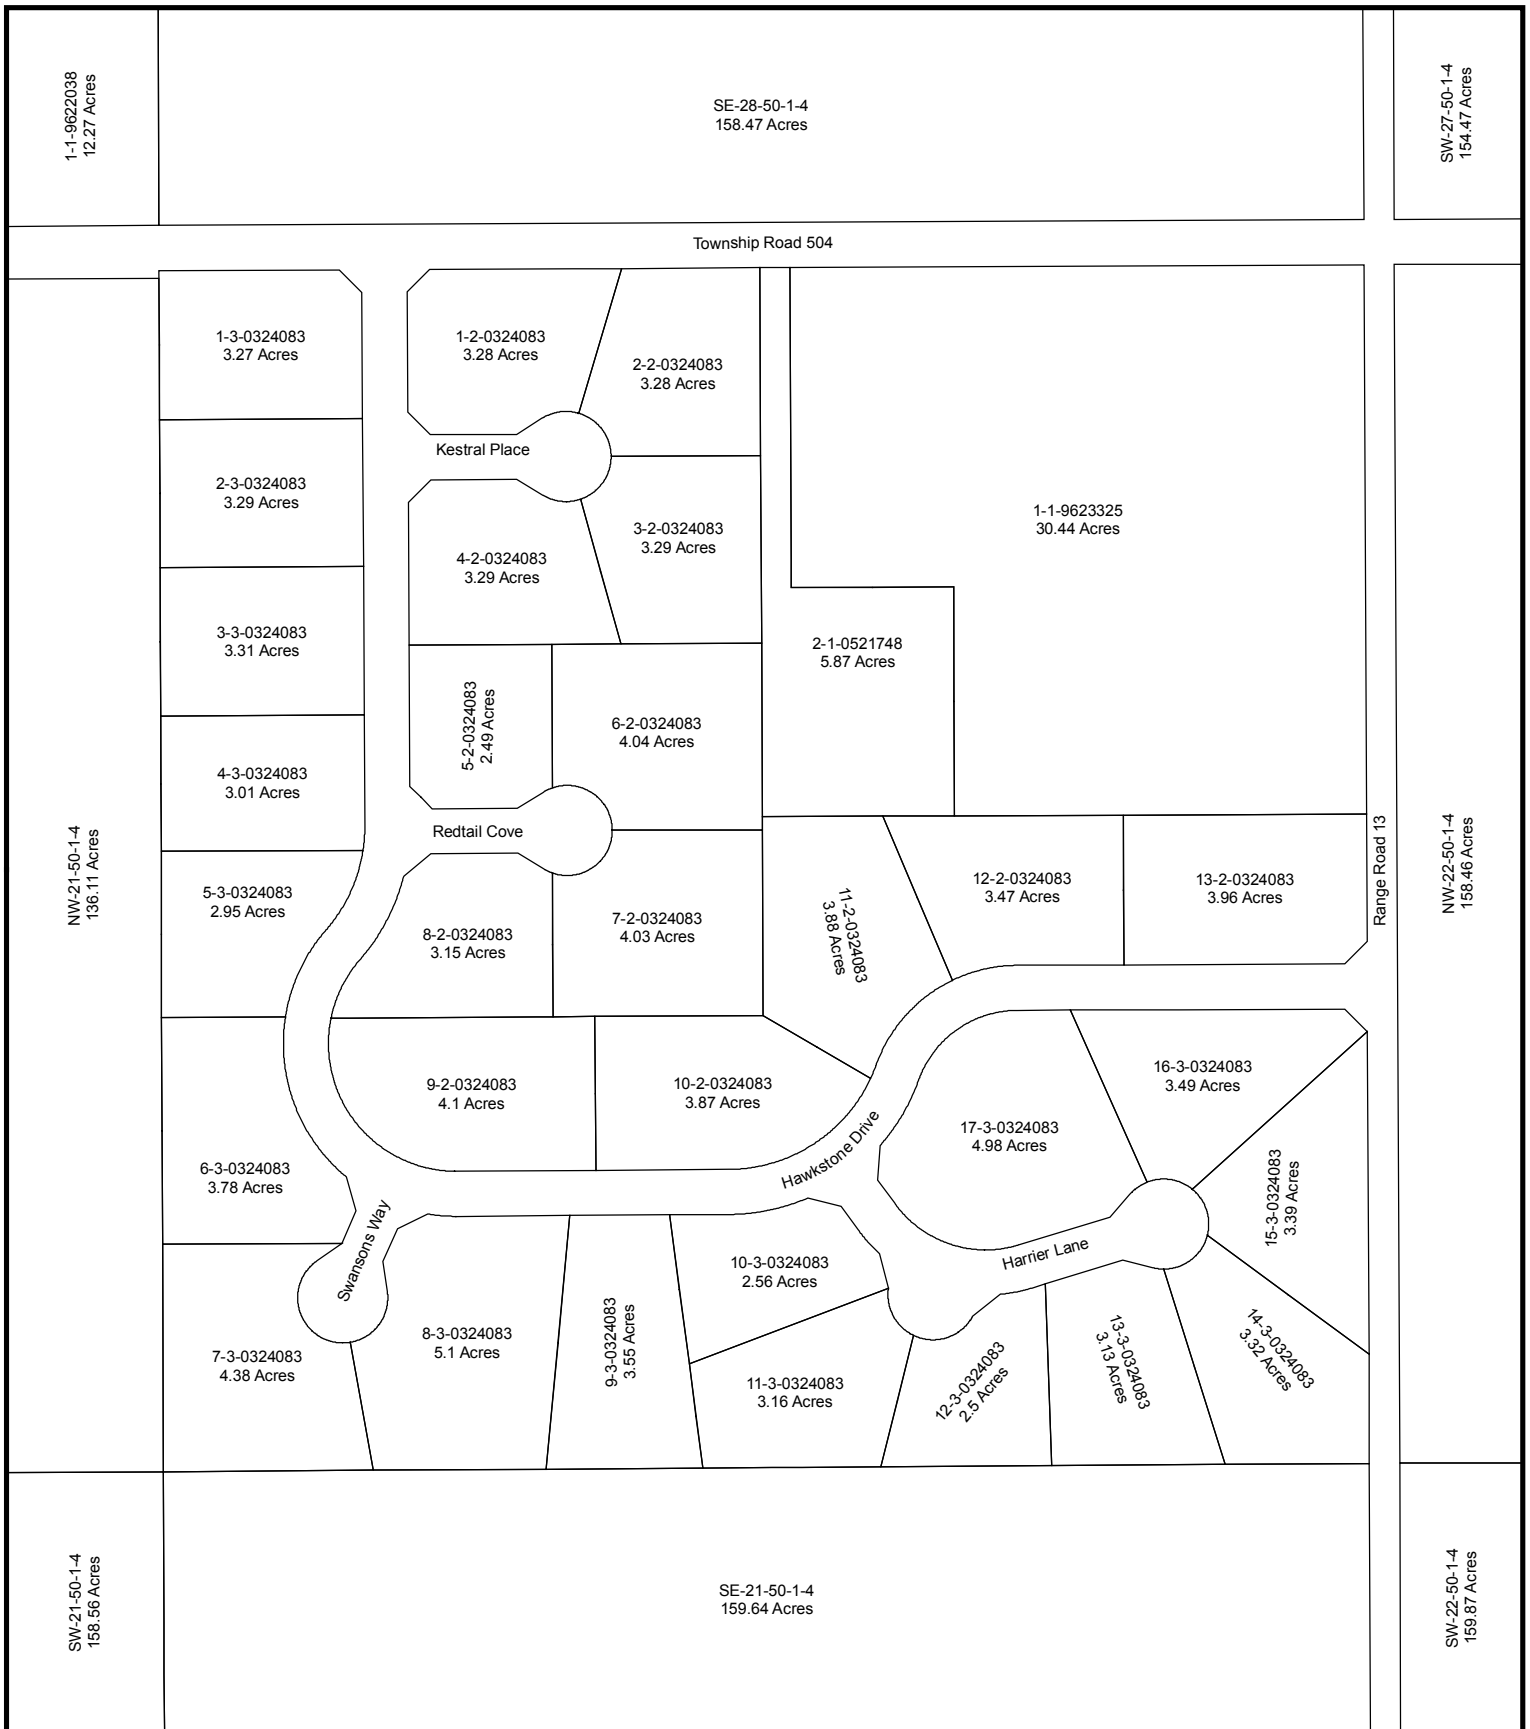 1-1-9622038
12.27 Acres
SE-28-50-1-4
158.47 Acres
SW-27-50-1-4
154.47 Acres
Township Road 504
1-3-0324083
3.27 Acres
1-2-0324083
3.28 Acres
2-2-0324083
3.28 Acres
Kestral Place
2-3-0324083
3.29 Acres
1-1-9623325
30.44 Acres
3-2-0324083
3.29 Acres
4-2-0324083
3.29 Acres
3-3-0324083
3.31 Acres
2-1-0521748
5.87 Acres
5-2-0324083
2.49 Acres
6-2-0324083
4.04 Acres
4-3-0324083
3.01 Acres
Redtail Cove
NW-21-50-1-4
136.11 Acres
Range Road 13
NW-22-50-1-4
158.46 Acres
5-3-0324083
2.95 Acres
8-2-0324083
3.15 Acres
7-2-0324083
4.03 Acres
11-2-0324083
3.88 Acres
12-2-0324083
3.47 Acres
13-2-0324083
3.96 Acres
9-2-0324083
4.1 Acres
10-2-0324083
3.87 Acres
16-3-0324083
3.49 Acres
17-3-0324083
4.98 Acres
Hawkstone Drive
6-3-0324083
3.78 Acres
15-3-0324083
3.39 Acres
Swansons Way
Harrier Lane
10-3-0324083
2.56 Acres
7-3-0324083
4.38 Acres
8-3-0324083
5.1 Acres
9-3-0324083
3.55 Acres
11-3-0324083
3.16 Acres
12-3-0324083
2.5 Acres
13-3-0324083
3.13 Acres
14-3-0324083
3.32 Acres
SW-21-50-1-4
158.56 Acres
SE-21-50-1-4
159.64 Acres
SW-22-50-1-4
159.87 Acres